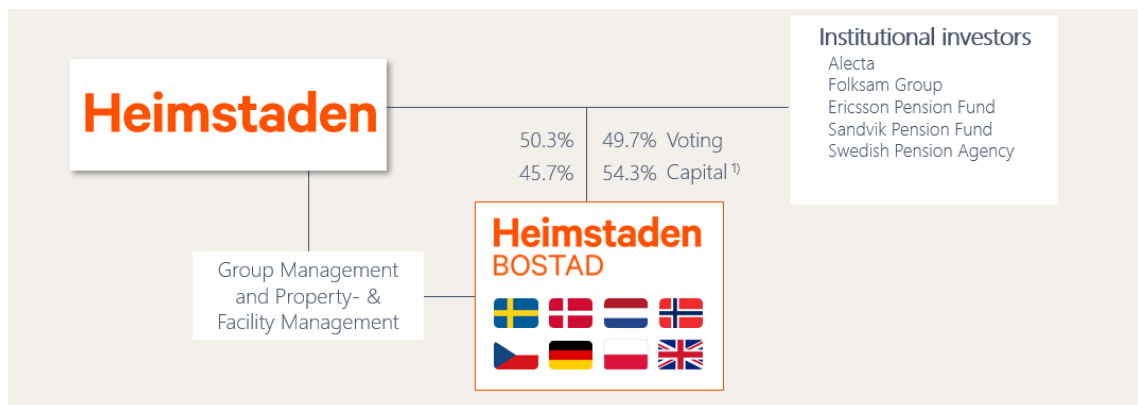 Heimstaden
Institutional investors
Alecta
Folksam Group
Ericsson Pension Fund
Sandvik Pension Fund
Swedish Pension Agency
50.3% 49.7% Voting
45.7% 54.3% Capital 1)
Heimstaden
BOSTAD
Group Management
and Property- &
Facility Management